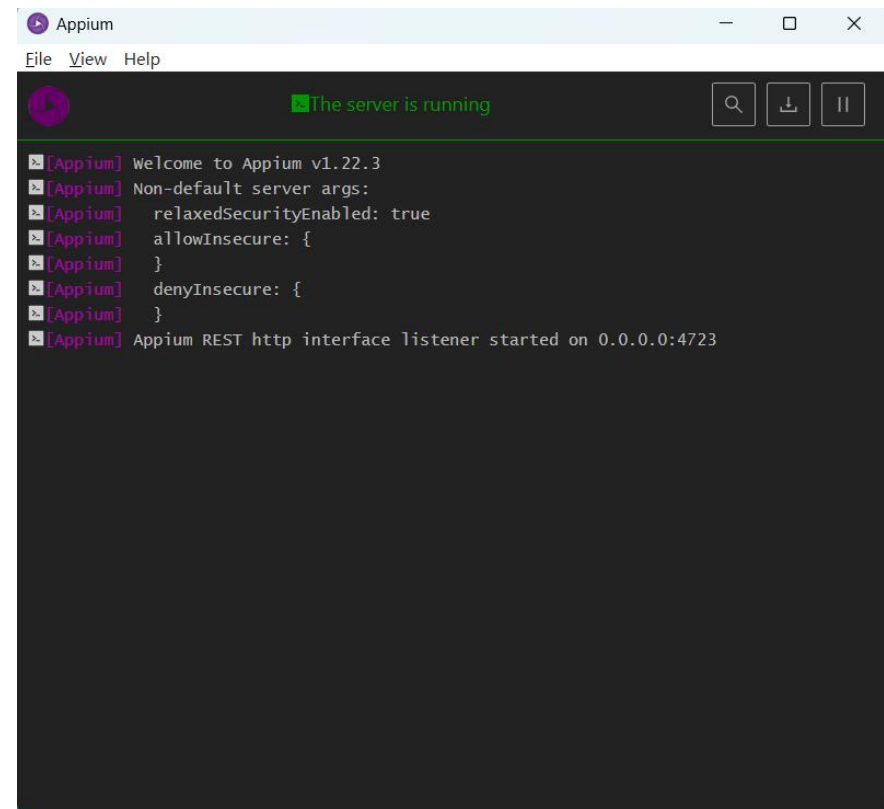 Appium
File View Help
The server is running
[Appium] Welcome to Appium v1.22.3
[Appium] Non-default server args:
[Appium]   relaxedSecurityEnabled: true
[Appium]   allowInsecure: {
[Appium]   }
[Appium]   denyInsecure: {
[Appium]   }
[Appium] Appium REST http interface listener started on 0.0.0.0:4723